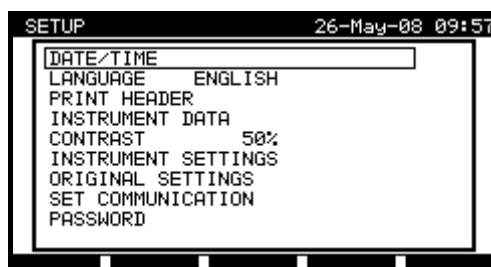 SETUP 26-May-08 09:57
DATE/TIME
LANGUAGE ENGLISH
PRINT HEADER
INSTRUMENT DATA
CONTRAST 50%
INSTRUMENT SETTINGS
ORIGINAL SETTINGS
SET COMMUNICATION
PASSWORD